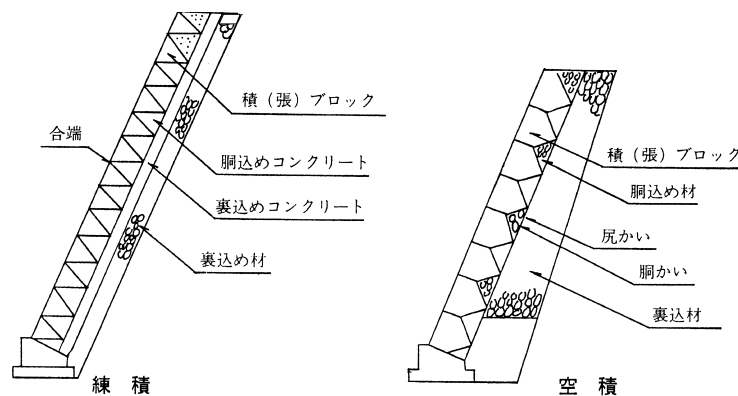 積（張）ブロック
合端
胴込めコンクリート
裏込めコンクリート
裏込め材
練積
積（張）ブロック
胴込め材
尻かい
胴かい
裏込材
空積